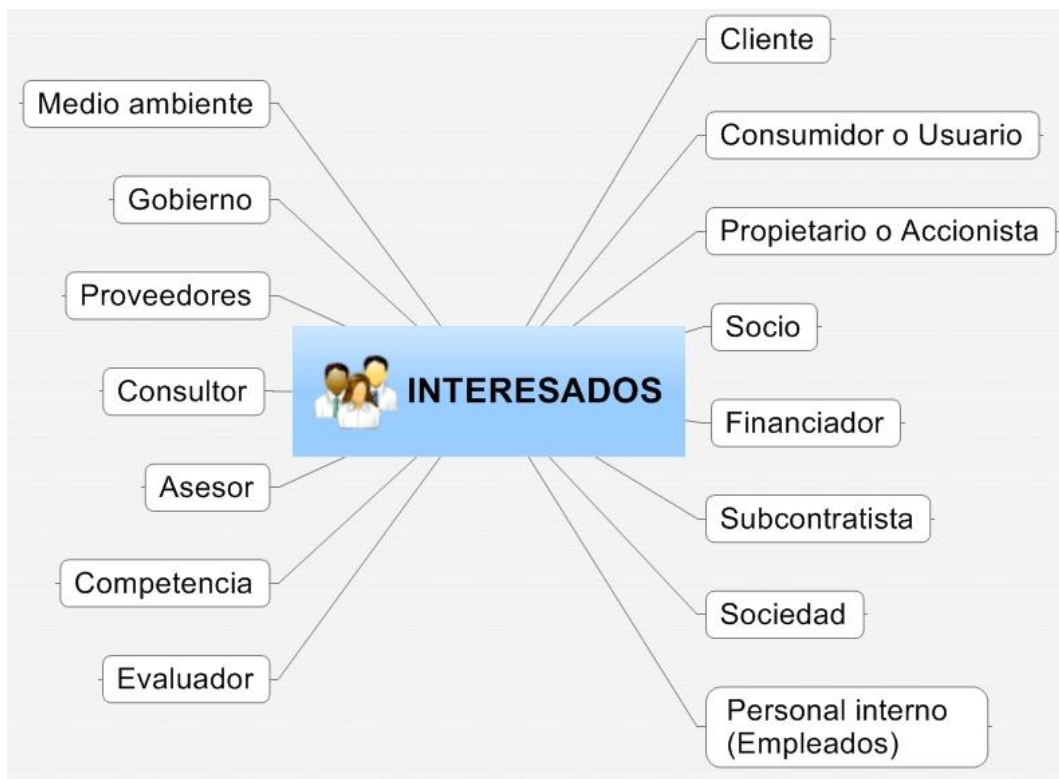 Cliente
Consumidor o Usuario
Propietario o Accionista
Socio
Financiador
Subcontratista
Sociedad
Personal interno
(Empleados)
Medio ambiente
Gobierno
Proveedores
Consultor
Asesor
Competencia
Evaluador
INTERESADOS